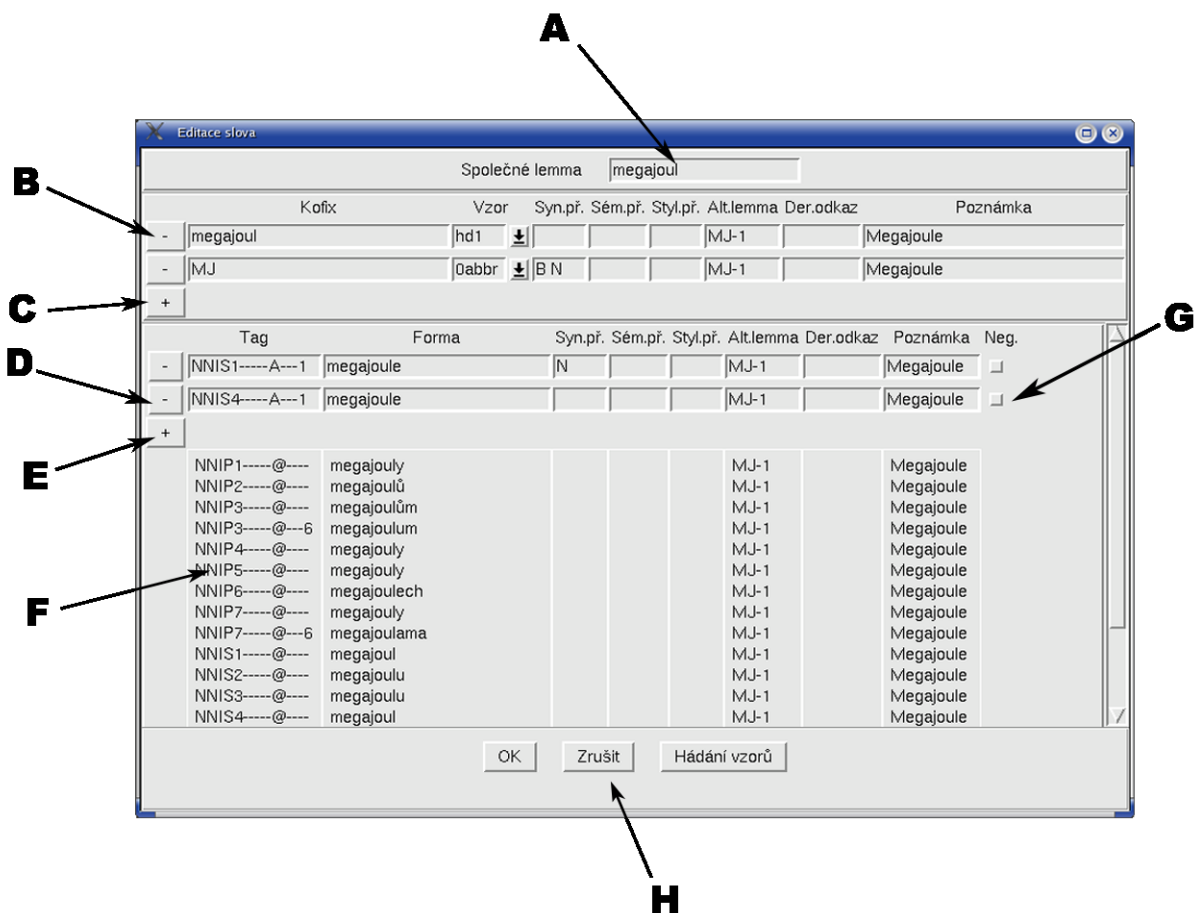 A
Editace slova
Společné lemma megajoul
B
Kofix Vzor Syn.př. Sém.př. Styl.př. Alt.lemma Der.odkaz Poznámka
- megajoul hd1 MJ-1 Megajoule
- MJ 0abbr B N MJ-1 Megajoule
C
+
G
Tag Forma Syn.př. Sém.př. Styl.př. Alt.lemma Der.odkaz Poznámka Neg.
D
- NNIS1-----A---1 megajoule N MJ-1 Megajoule
- NNIS4-----A---1 megajoule MJ-1 Megajoule
+
E
NNIP1-----@---- megajouly MJ-1 Megajoule
NNIP2-----@---- megajoulů MJ-1 Megajoule
NNIP3-----@---- megajoulům MJ-1 Megajoule
NNIP3-----@---6 megajoulum MJ-1 Megajoule
NNIP4-----@---- megajouly MJ-1 Megajoule
NNIP5-----@---- megajouly MJ-1 Megajoule
F
NNIP6-----@---- megajoulech MJ-1 Megajoule
NNIP7-----@---- megajouly MJ-1 Megajoule
NNIP7-----@---6 megajoulama MJ-1 Megajoule
NNIS1-----@---- megajoul MJ-1 Megajoule
NNIS2-----@---- megajoulu MJ-1 Megajoule
NNIS3-----@---- megajoulu MJ-1 Megajoule
NNIS4-----@---- megajoul MJ-1 Megajoule
OK Zrušit Hádání vzorů
H